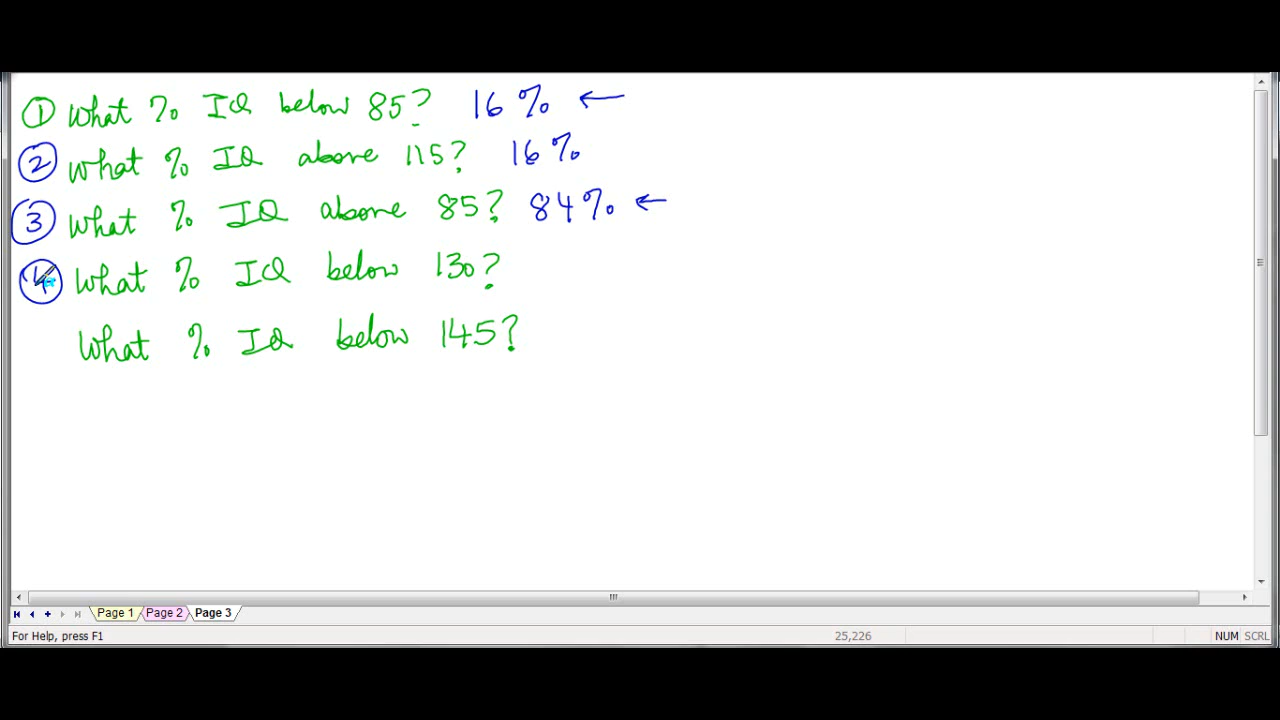 ① What % IQ below 85? 16% ←
② What % IQ above 115? 16%
③ What % IQ above 85? 84% ←
④ What % IQ below 130?
What % IQ below 145?
Page 1 Page 2 Page 3
For Help, press F1 25,226 NUM SCRL